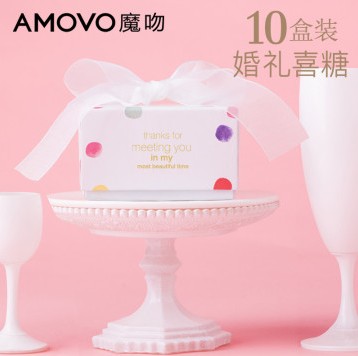 AMOVO魔吻
10盒装
婚礼喜糖
thanks for
meeting you
in my
most beautiful time